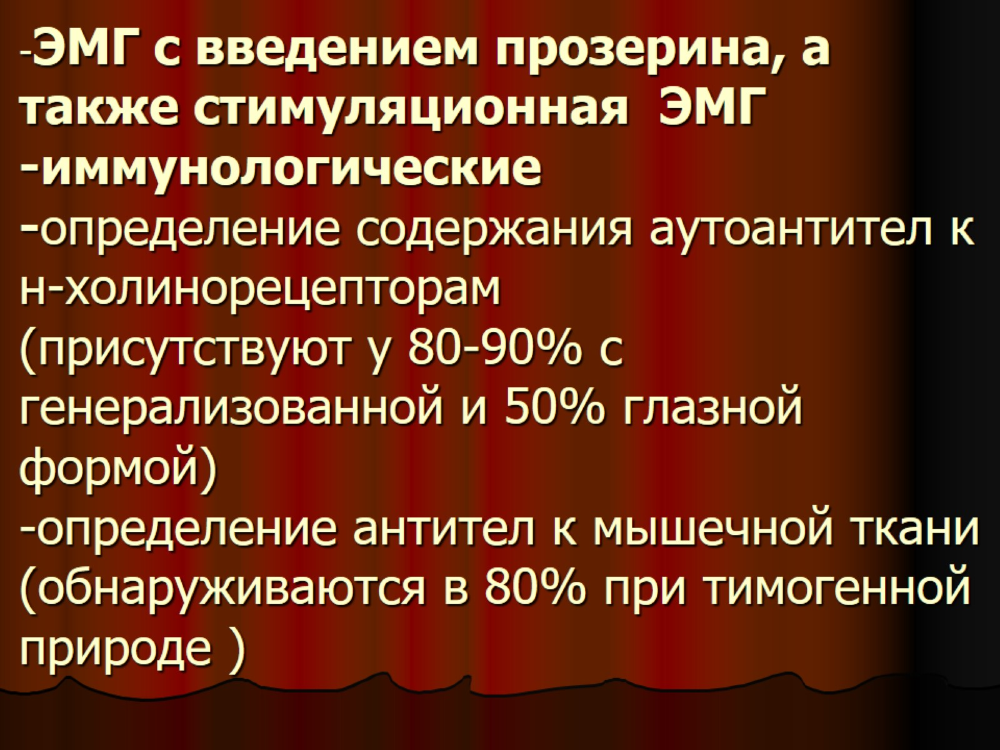 -ЭМГ с введением прозерина, а
также стимуляционная ЭМГ
-иммунологические
-определение содержания аутоантител к
н-холинорецепторам
(присутствуют у 80-90% с
генерализованной и 50% глазной
формой)
-определение антител к мышечной ткани
(обнаруживаются в 80% при тимогенной
природе )